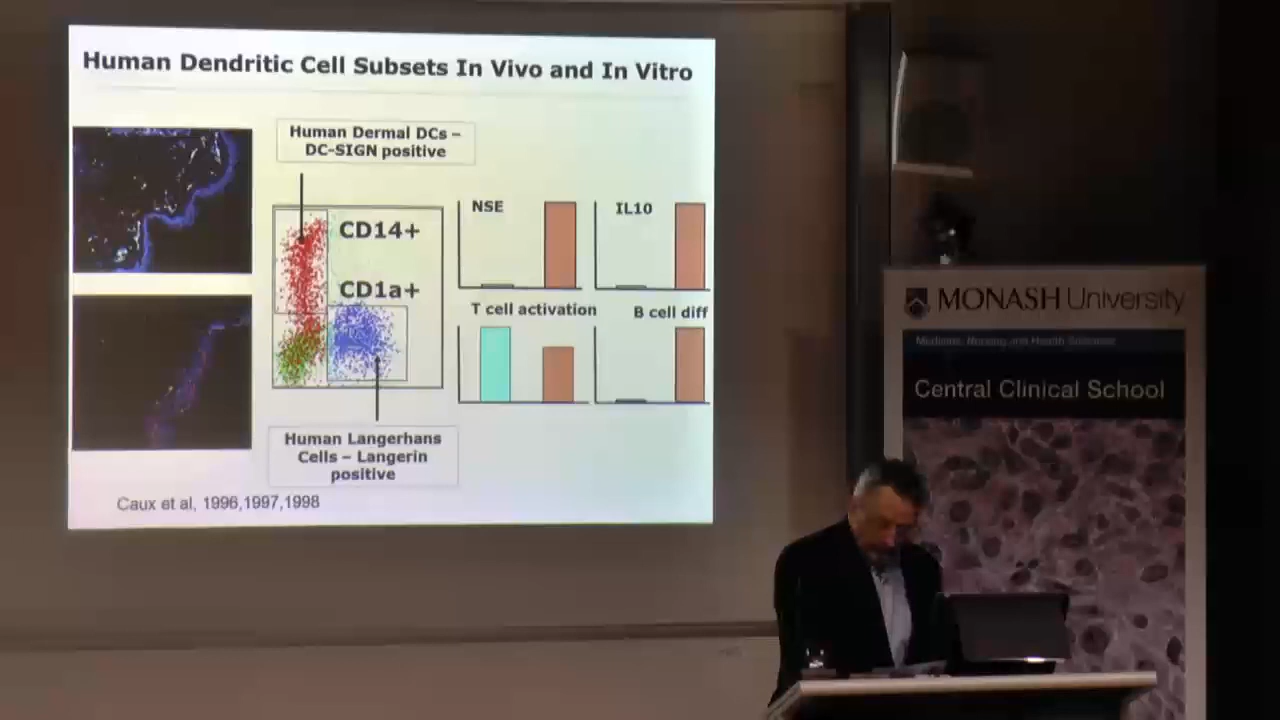 Human Dendritic Cell Subsets In Vivo and In Vitro
Human Dermal DCs –
DC-SIGN positive
CD14+
CD1a+
Human Langerhans
Cells – Langerin
positive
NSE
IL10
T cell activation
B cell diff
Caux et al, 1996,1997,1998
MONASH University
Medicine, Nursing and Health Sciences
Central Clinical School